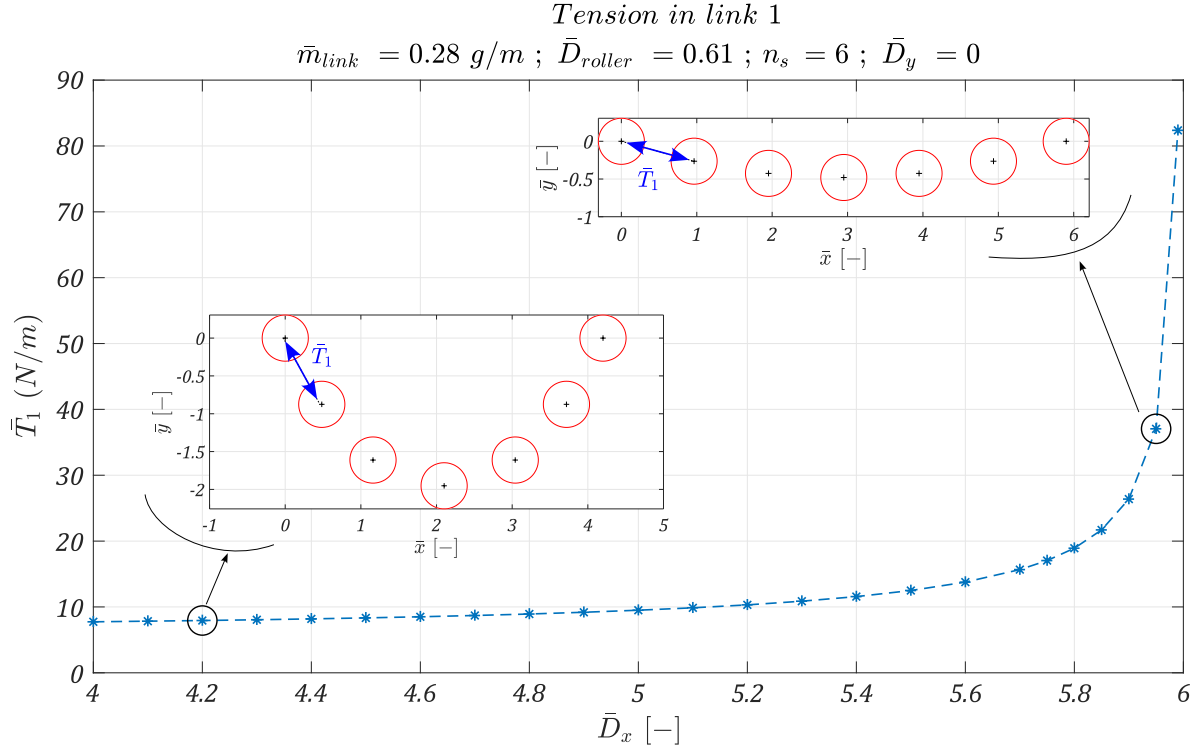 Tension in link 1
m̄_link = 0.28 g/m ; D̄_roller = 0.61 ; n_s = 6 ; D̄_y = 0
T̄_1 (N/m)
90
80
70
60
50
40
30
20
10
0
4 4.2 4.4 4.6 4.8 5 5.2 5.4 5.6 5.8 6
D̄_x [−]
ȳ [−]
0
-0.5
-1
T̄_1
0 1 2 3 4 5 6
x̄ [−]
ȳ [−]
0
-0.5
-1
-1.5
-2
T̄_1
-1 0 1 2 3 4 5
x̄ [−]